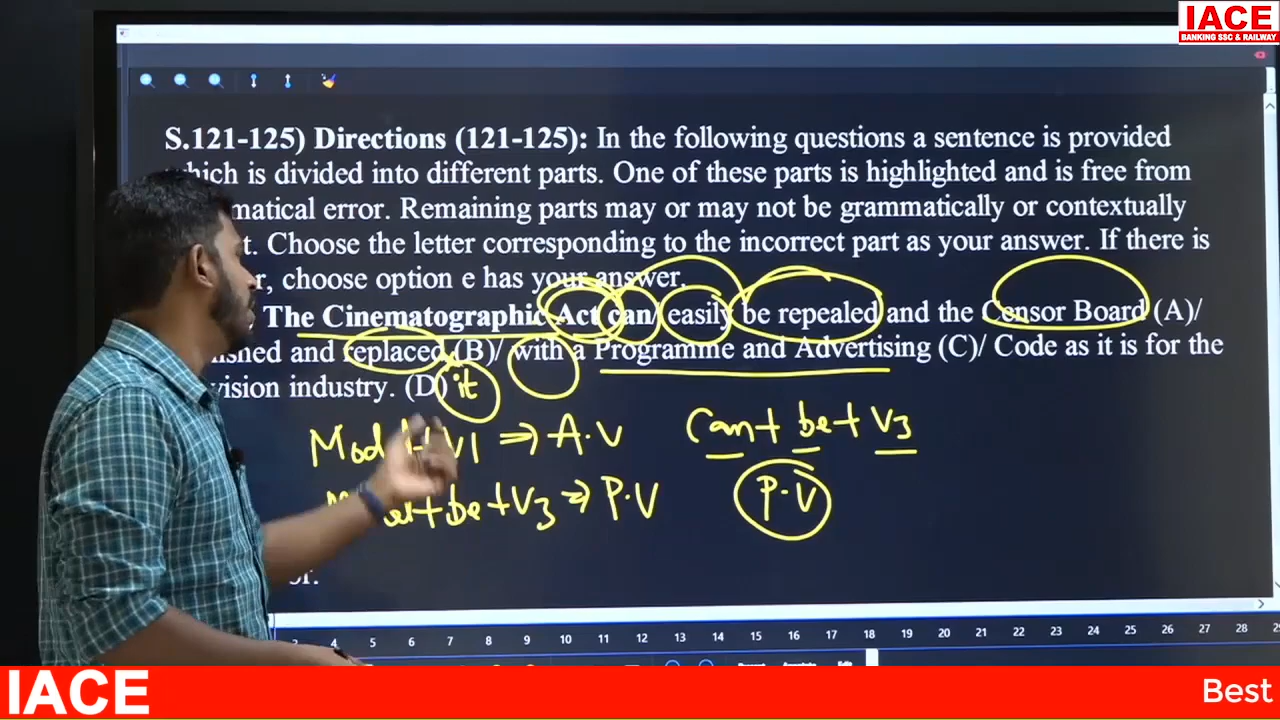 IACE
BANKING SSC & RAILWAY
S.121-125) Directions (121-125): In the following questions a sentence is provided
which is divided into different parts. One of these parts is highlighted and is free from
matical error. Remaining parts may or may not be grammatically or contextually
t. Choose the letter corresponding to the incorrect part as your answer. If there is
r, choose option e has your answer.
The Cinematographic Act can/ easily be repealed and the Censor Board (A)/
ished and replaced (B)/ with a Programme and Advertising (C)/ Code as it is for the
vision industry. (D)
it
V1 ⇒ A.V
can + be + V3
+ be + V3 ⇒ P.V
P.V
or.
3 4 5 6 7 8 9 10 11 12 13 14 15 16 17 18 19 20 21 22 23 24 25 26 27 28
IACE
Best